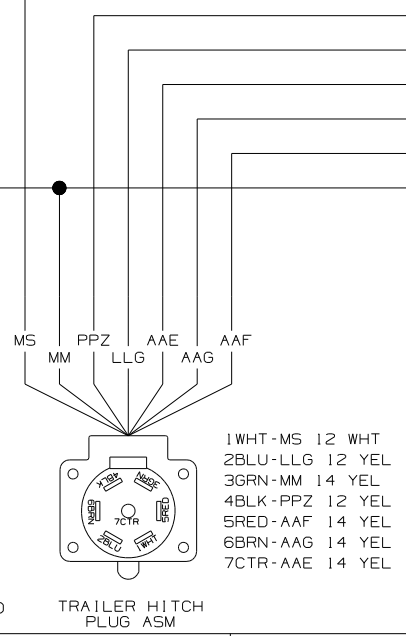 MS PPZ AAE AAF
MM LLG AAG
1WHT-MS 12 WHT
2BLU-LLG 12 YEL
3GRN-MM 14 YEL
4BLK-PPZ 12 YEL
5RED-AAF 14 YEL
6BRN-AAG 14 YEL
7CTR-AAE 14 YEL
4BLK 3GRN
6BRN 5RED
7CTR
2BLU 1WHT
TRAILER HITCH
PLUG ASM